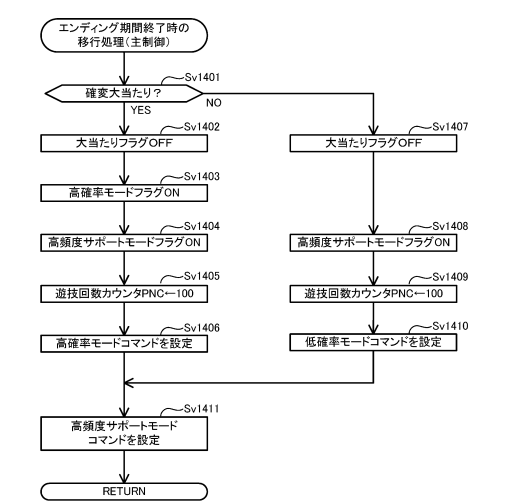 エンディング期間終了時の
移行処理(主制御)
Sv1401
確変大当たり？
YES
NO
Sv1402
大当たりフラグOFF
Sv1403
高確率モードフラグON
Sv1404
高頻度サポートモードフラグON
Sv1405
遊技回数カウンタPNC←100
Sv1406
高確率モードコマンドを設定
Sv1407
大当たりフラグOFF
Sv1408
高頻度サポートモードフラグON
Sv1409
遊技回数カウンタPNC←100
Sv1410
低確率モードコマンドを設定
Sv1411
高頻度サポートモード
コマンドを設定
RETURN